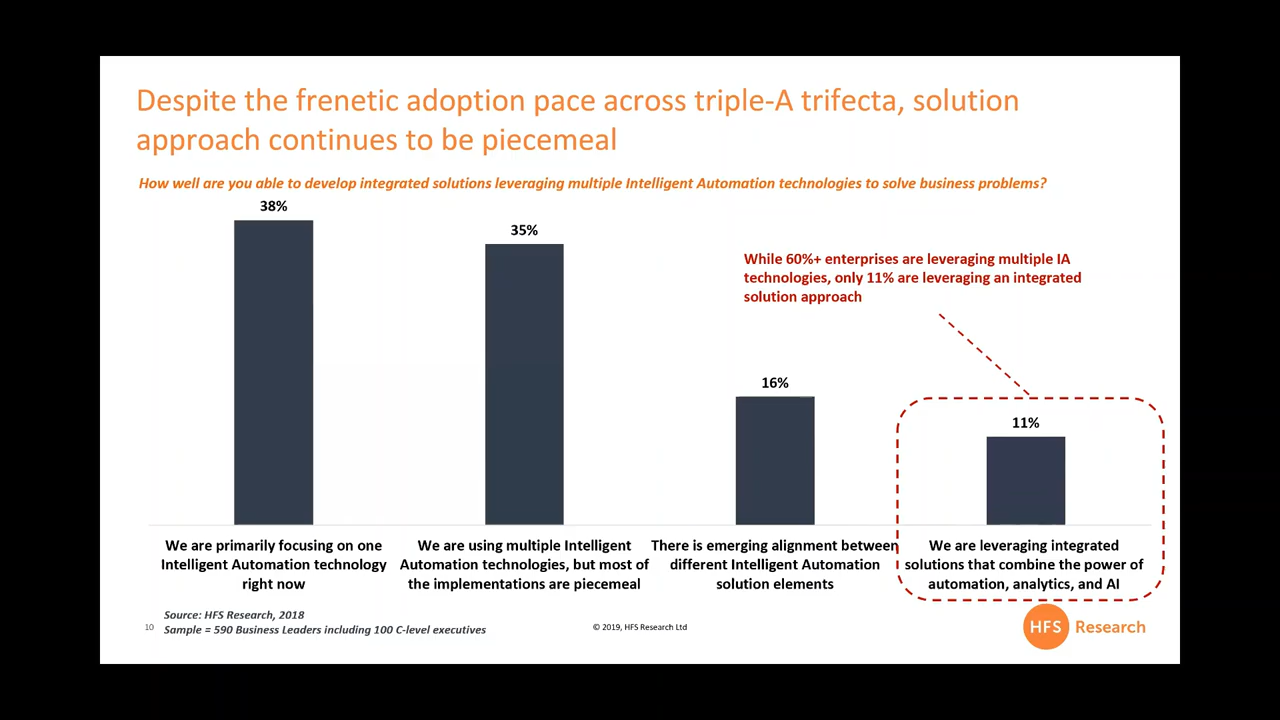 Despite the frenetic adoption pace across triple-A trifecta, solution
approach continues to be piecemeal
How well are you able to develop integrated solutions leveraging multiple Intelligent Automation technologies to solve business problems?
38%
35%
While 60%+ enterprises are leveraging multiple IA
technologies, only 11% are leveraging an integrated
solution approach
16%
11%
We are primarily focusing on one
Intelligent Automation technology
right now
We are using multiple Intelligent
Automation technologies, but most of
the implementations are piecemeal
There is emerging alignment between
different Intelligent Automation
solution elements
We are leveraging integrated
solutions that combine the power of
automation, analytics, and AI
Source: HFS Research, 2018
Sample = 590 Business Leaders including 100 C-level executives
10
© 2019, HFS Research Ltd
HFS Research